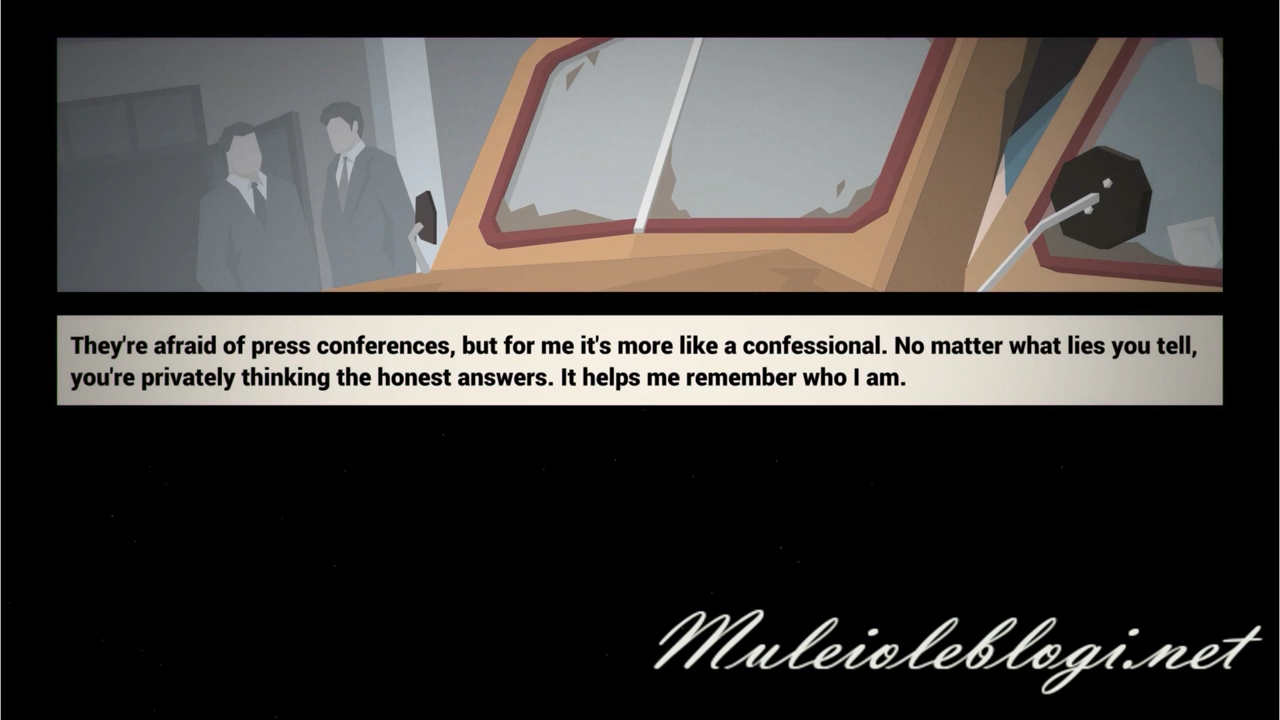 They're afraid of press conferences, but for me it's more like a confessional. No matter what lies you tell,
you're privately thinking the honest answers. It helps me remember who I am.
Muleioleblogi.net